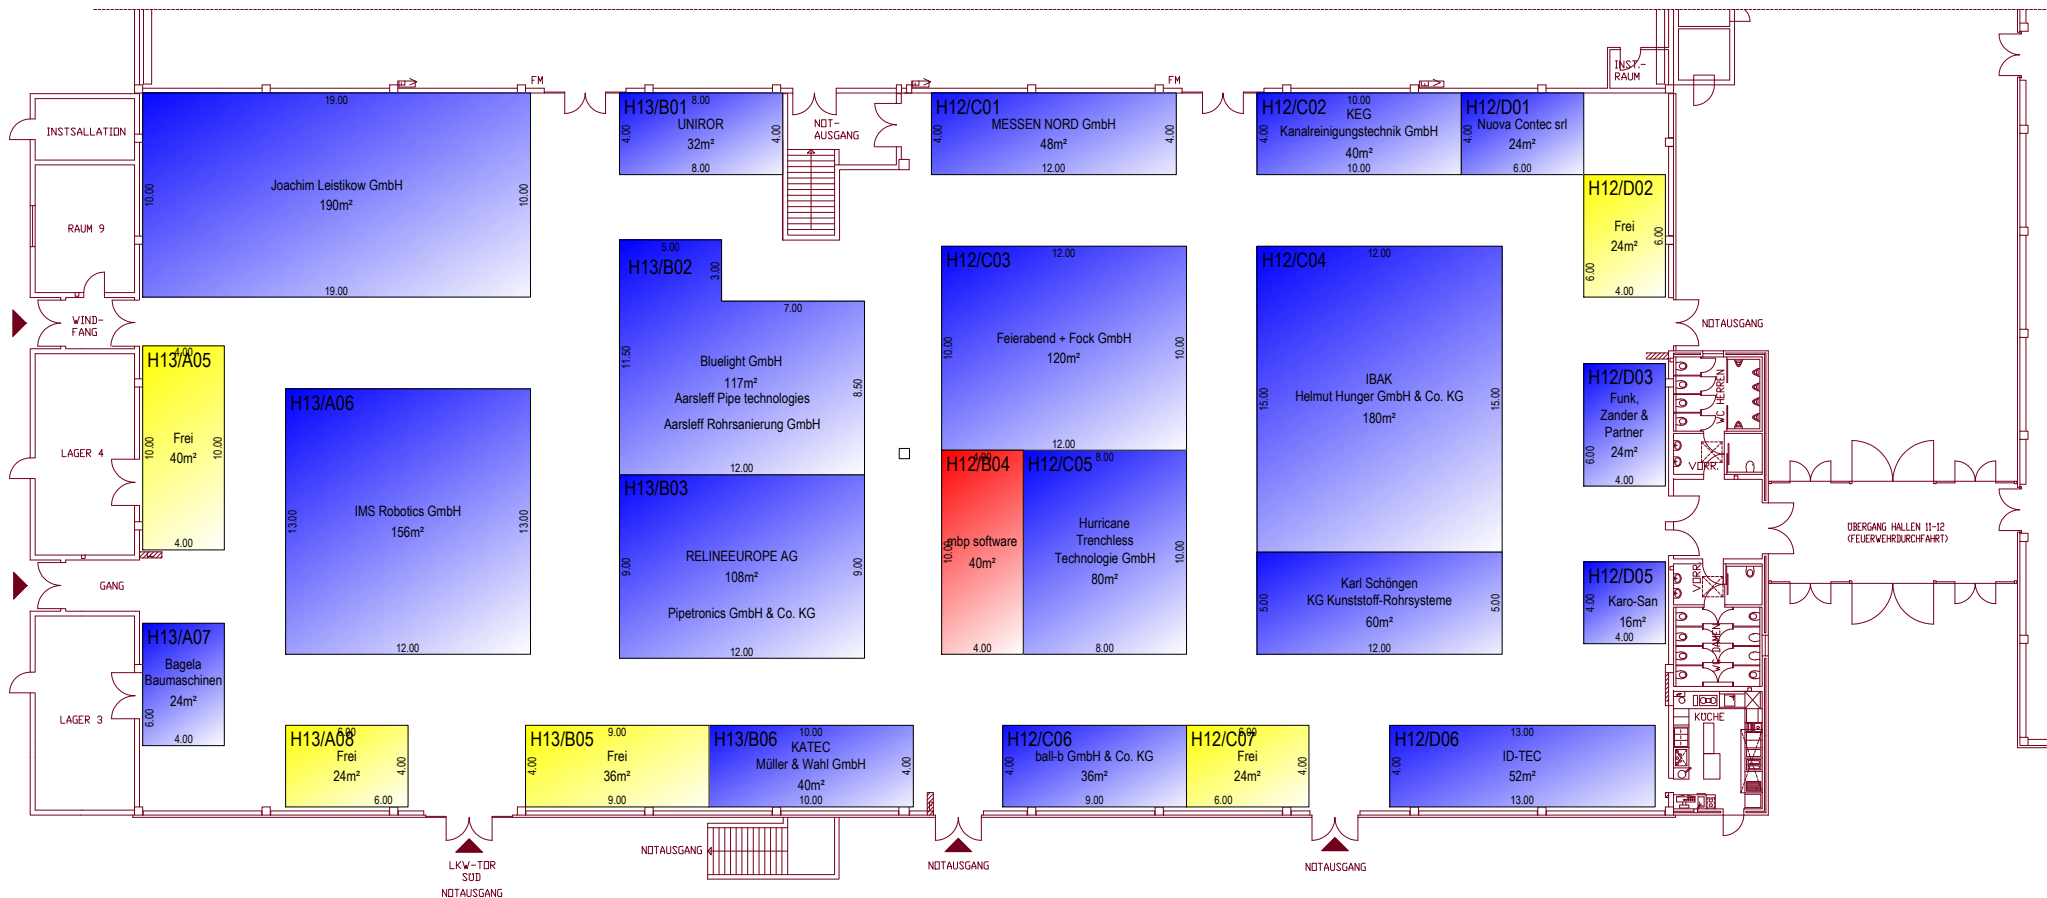 FM
FM
INST.-
RAUM
INSTSALLATION
RAUM 9
WIND-
FANG
LAGER 4
GANG
LAGER 3
19.00
10.00
Joachim Leistikow GmbH
190m²
10.00
19.00
H13/B01
8.00
4.00
UNIROR
32m²
4.00
8.00
NOT-
AUSGANG
H12/C01
4.00
MESSEN NORD GmbH
48m²
4.00
12.00
H12/C02
10.00
4.00
KEG
Kanalreinigungstechnik GmbH
40m²
10.00
H12/D01
4.00
Nuova Contec srl
24m²
6.00
H12/D02
Frei
24m²
6.00
6.00
4.00
NOTAUSGANG
H13/A05
4.00
10.00
Frei
40m²
10.00
4.00
H13/A06
13.00
IMS Robotics GmbH
156m²
13.00
12.00
H13/A07
Bagela
Baumaschinen
24m²
6.00
4.00
H13/A08
6.00
Frei
24m²
4.00
6.00
5.00
H13/B02
3.00
7.00
11.50
Bluelight GmbH
117m²
Aarsleff Pipe technologies
Aarsleff Rohrsanierung GmbH
8.50
12.00
H13/B03
9.00
RELINEEUROPE AG
108m²
Pipetronics GmbH & Co. KG
9.00
12.00
H13/B05
9.00
4.00
Frei
36m²
9.00
H13/B06
10.00
KATEC
Müller & Wahl GmbH
40m²
4.00
10.00
H12/C03
12.00
10.00
Feierabend + Fock GmbH
120m²
10.00
12.00
H12/B04
4.00
10.00
mbp software
40m²
4.00
H12/C05
8.00
Hurricane
Trenchless
Technologie GmbH
80m²
10.00
8.00
H12/C04
12.00
15.00
IBAK
Helmut Hunger GmbH & Co. KG
180m²
15.00
5.00
Karl Schöngen
KG Kunststoff-Rohrsysteme
60m²
5.00
12.00
H12/D03
Funk,
Zander &
Partner
24m²
6.00
4.00
H12/D05
4.00
Karo-San
16m²
4.00
H12/C06
4.00
ball-b GmbH & Co. KG
36m²
9.00
H12/C07
6.00
Frei
24m²
4.00
6.00
H12/D06
13.00
4.00
ID-TEC
52m²
13.00
WC HERREN
VORR.
VORR.
WC DAMEN
KÜCHE
ÜBERGANG HALLEN 11-12
(FEUERWEHRDURCHFAHRT)
LKW-TOR
SÜD
NOTAUSGANG
NOTAUSGANG
NOTAUSGANG
NOTAUSGANG